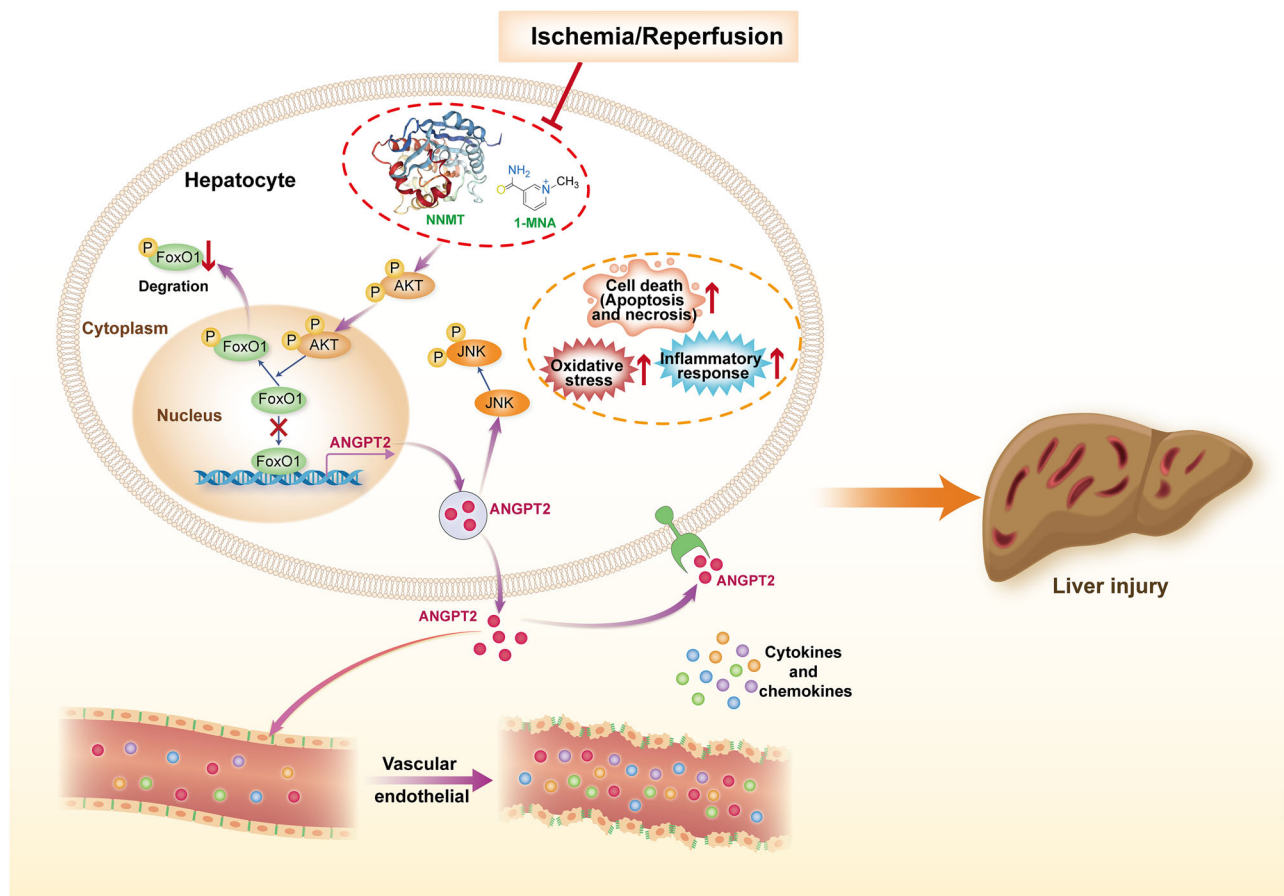 Ischemia/Reperfusion
Hepatocyte
NH2
O
N+
CH3
NNMT
1-MNA
P
FoxO1
Degration
P
P
AKT
Cell death
(Apoptosis
and necrosis)
Oxidative
stress
Inflammatory
response
Cytoplasm
P
FoxO1
P
P
AKT
P
P
JNK
JNK
FoxO1
Nucleus
FoxO1
ANGPT2
ANGPT2
ANGPT2
ANGPT2
Liver injury
Cytokines
and
chemokines
Vascular
endothelial